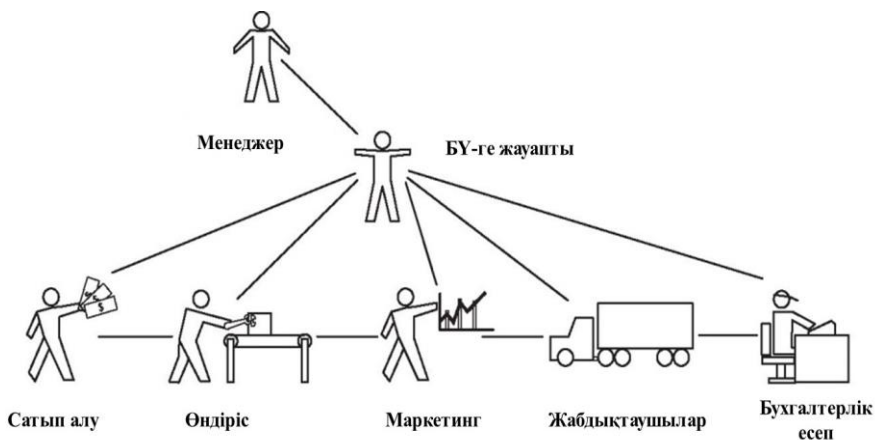 Менеджер
БҮ-ге жауапты
$
Сатып алу
Өндіріс
Маркетинг
Жабдықтаушылар
Бухгалтерлік
есеп